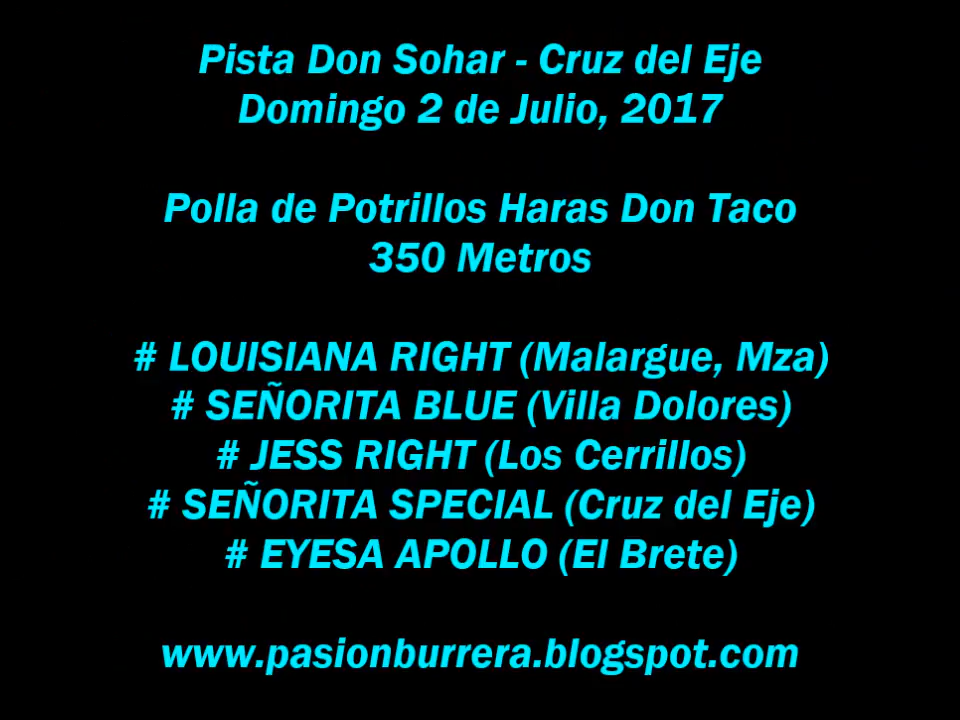 Pista Don Sohar - Cruz del Eje
Domingo 2 de Julio, 2017
Polla de Potrillos Haras Don Taco
350 Metros
# LOUISIANA RIGHT (Malargue, Mza)
# SEÑORITA BLUE (Villa Dolores)
# JESS RIGHT (Los Cerrillos)
# SEÑORITA SPECIAL (Cruz del Eje)
# EYESA APOLLO (El Brete)
www.pasionburrera.blogspot.com